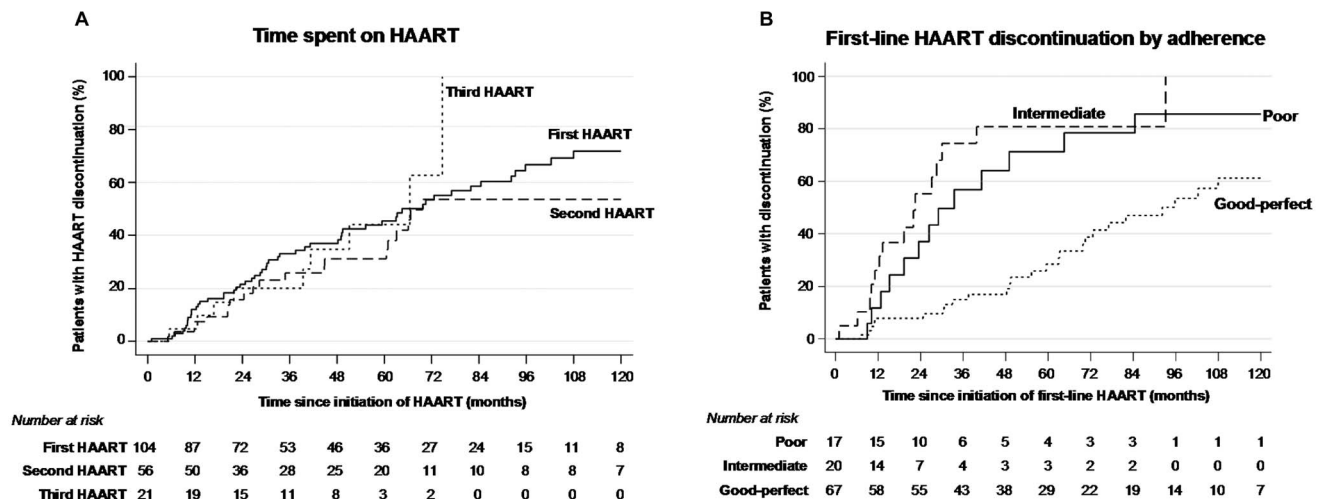 A
Time spent on HAART
Patients with HAART discontinuation (%)
100
80
60
40
20
0
Third HAART
First HAART
Second HAART
0 12 24 36 48 60 72 84 96 108 120
Time since initiation of HAART (months)
Number at risk
First HAART 104 87 72 53 46 36 27 24 15 11 8
Second HAART 56 50 36 28 25 20 11 10 8 8 7
Third HAART 21 19 15 11 8 3 2 0 0 0 0
B
First-line HAART discontinuation by adherence
Patients with discontinuation (%)
100
80
60
40
20
0
Intermediate
Poor
Good-perfect
0 12 24 36 48 60 72 84 96 108 120
Time since initiation of first-line HAART (months)
Number at risk
Poor 17 15 10 6 5 4 3 3 1 1 1
Intermediate 20 14 7 4 3 3 2 2 0 0 0
Good-perfect 67 58 55 43 38 29 22 19 14 10 7